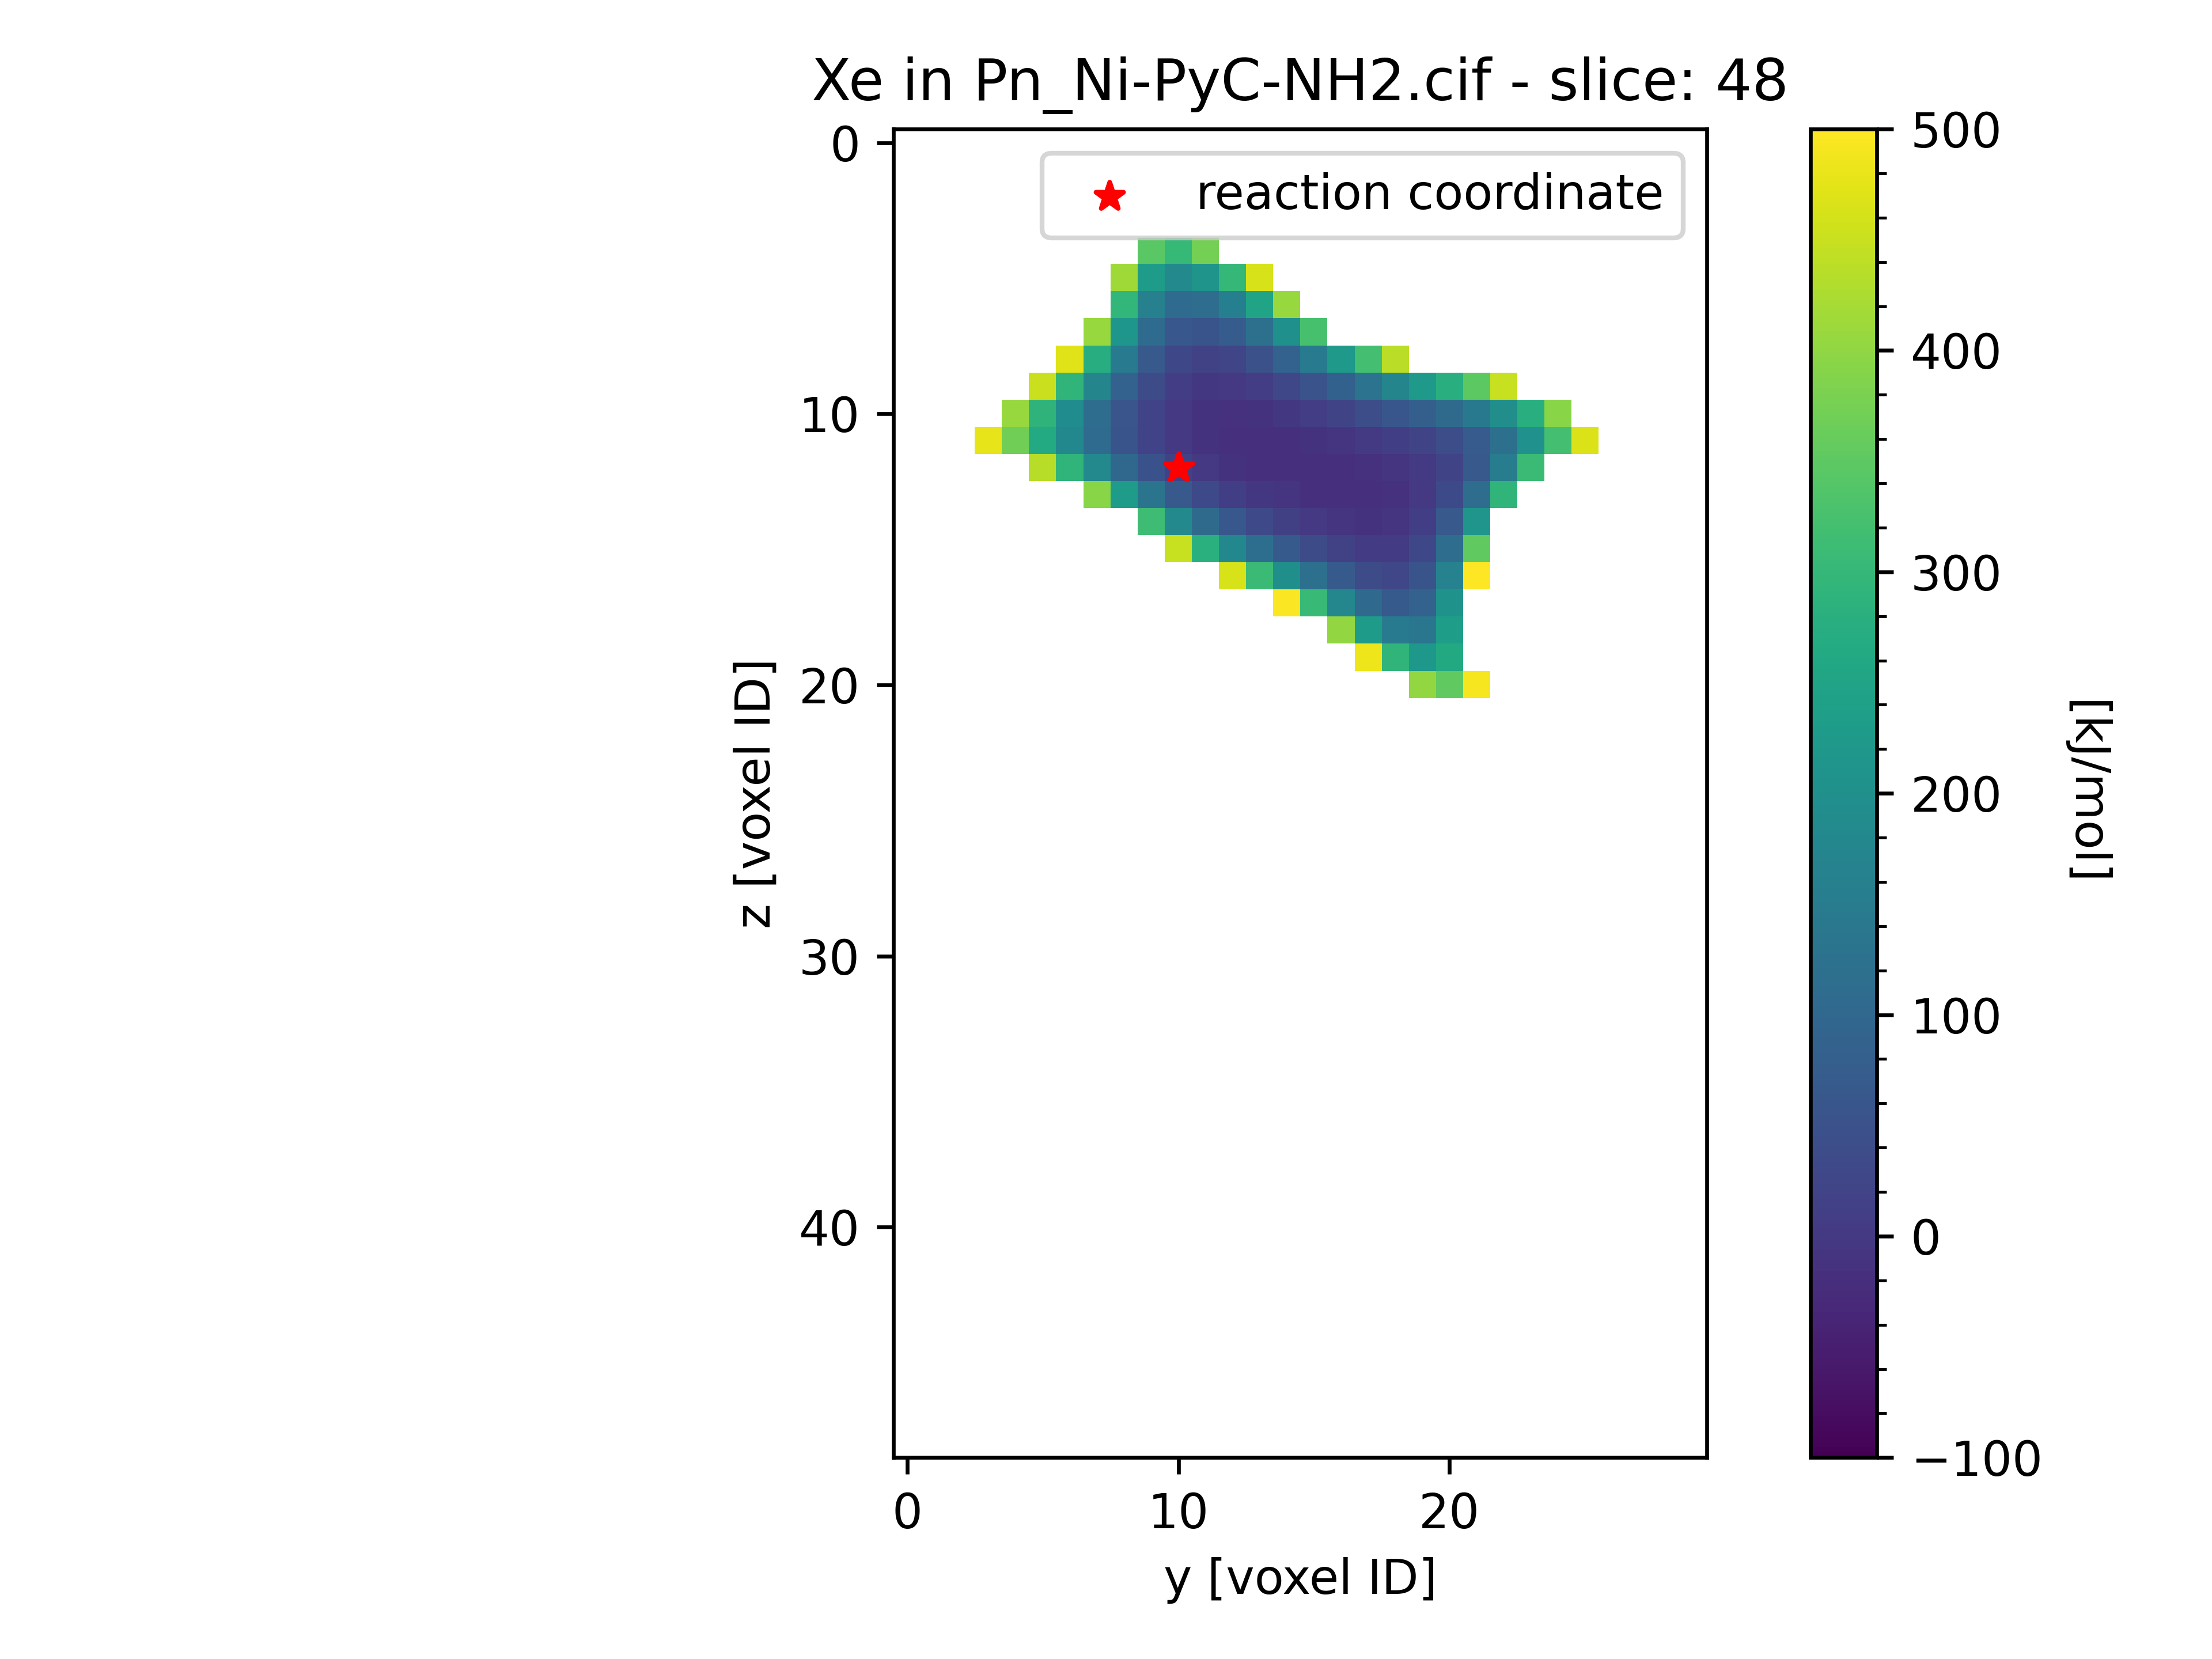 Xe in Pn_Ni-PyC-NH2.cif - slice: 48
reaction coordinate
0
10
20
30
40
z [voxel ID]
0 10 20
y [voxel ID]
500
400
300
200
100
0
−100
[kJ/mol]